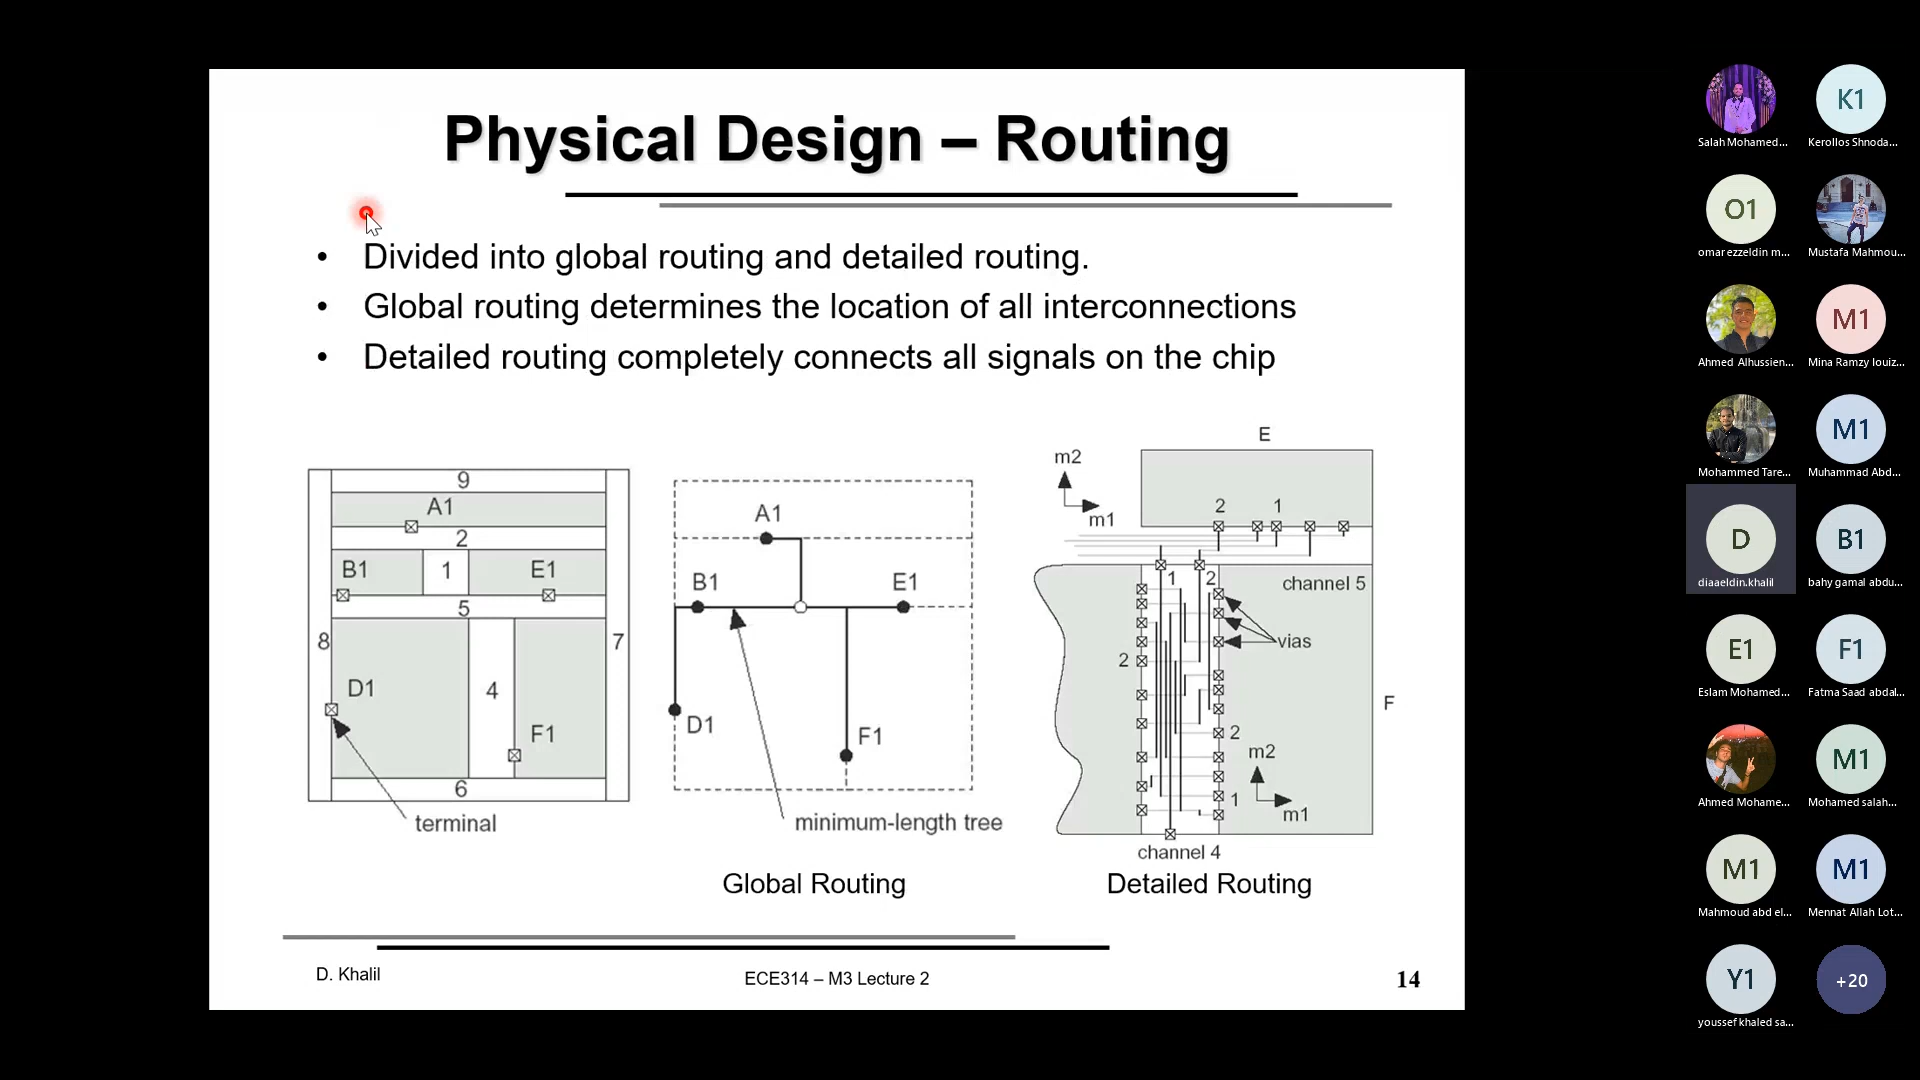 Physical Design – Routing
• Divided into global routing and detailed routing.
• Global routing determines the location of all interconnections
• Detailed routing completely connects all signals on the chip
9
A1
2
B1
1
E1
5
8
7
D1
4
F1
6
terminal
A1
B1
E1
D1
F1
minimum-length tree
Global Routing
E
m2
m1
2
1
1
2
channel 5
vias
2
F
2
m2
1
m1
channel 4
Detailed Routing
D. Khalil
ECE314 – M3 Lecture 2
14
K1
Salah Mohamed...
Kerollos Shnoda...
O1
omar ezzeldin m...
Mustafa Mahmou...
M1
Ahmed Alhussien...
Mina Ramzy louiz...
M1
Mohammed Tare...
Muhammad Abd...
D
B1
diaaeldin.khalil
bahy gamal abdu...
E1
F1
Eslam Mohamed...
Fatma Saad abdal...
M1
Ahmed Mohame...
Mohamed salah...
M1
M1
Mahmoud abd el...
Mennat Allah Lot...
Y1
+20
youssef khaled sa...